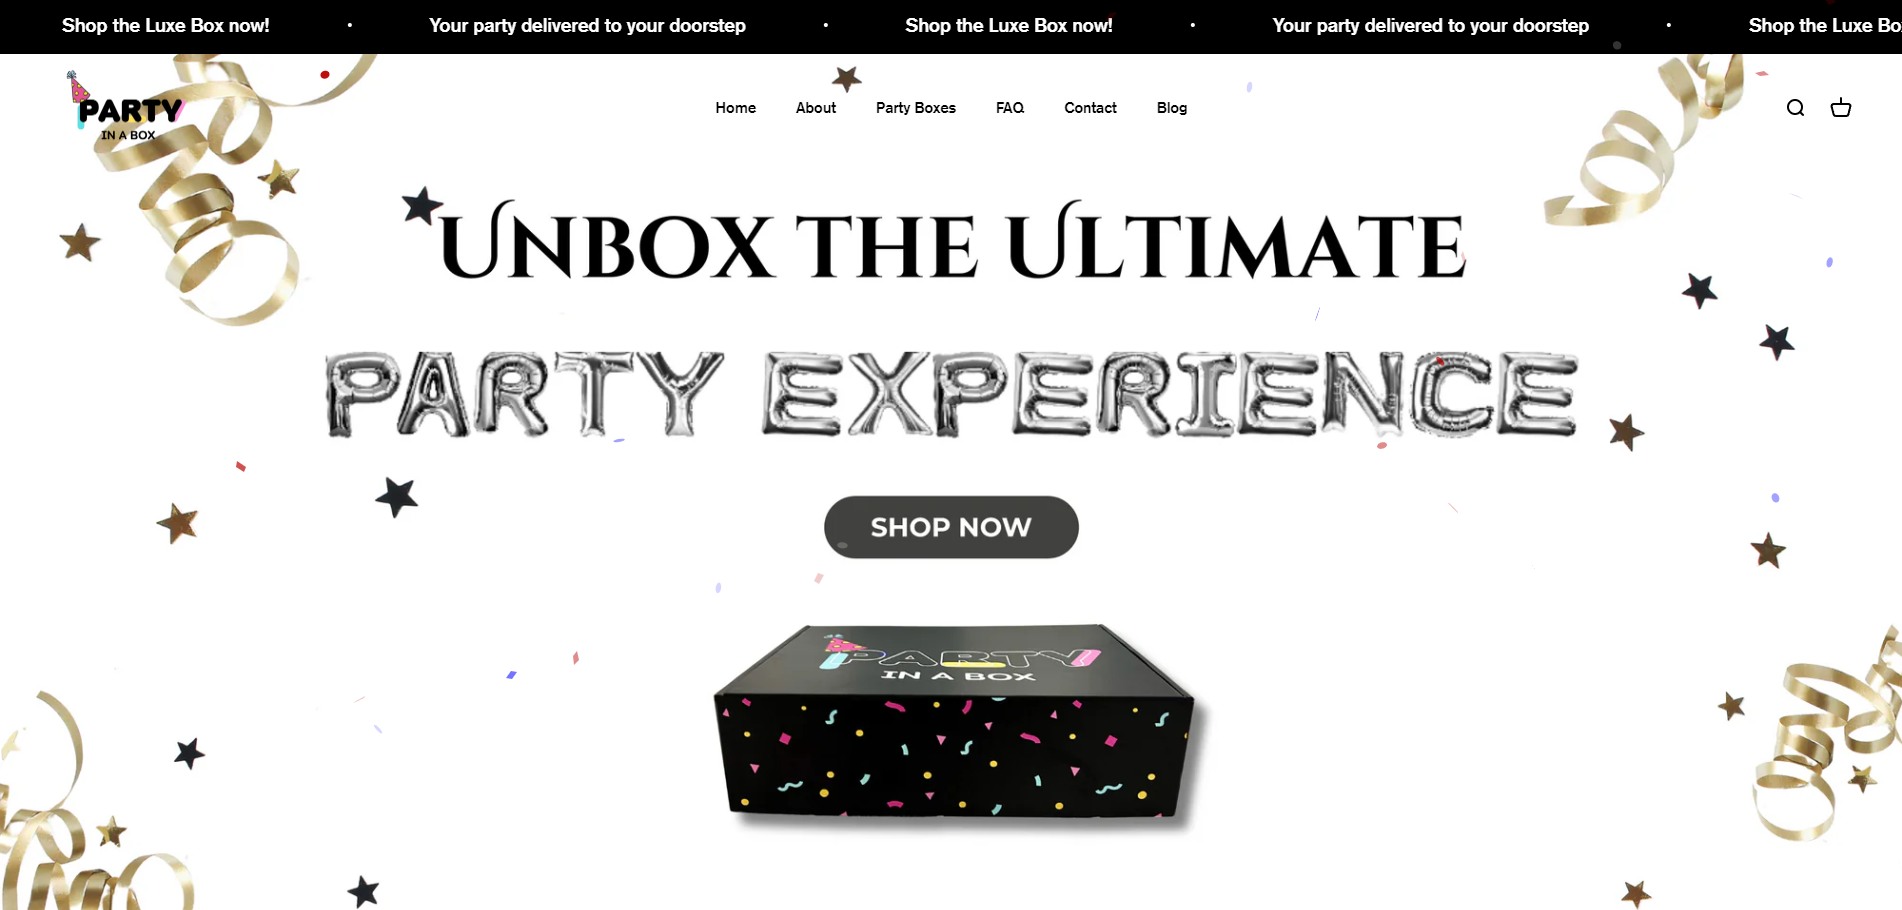 Shop the Luxe Box now! • Your party delivered to your doorstep • Shop the Luxe Box now! • Your party delivered to your doorstep • Shop the Luxe
PARTY
IN A BOX
Home About Party Boxes FAQ Contact Blog
UNBOX THE ULTIMATE
PARTY EXPERIENCE
SHOP NOW
PARTY
IN A BOX